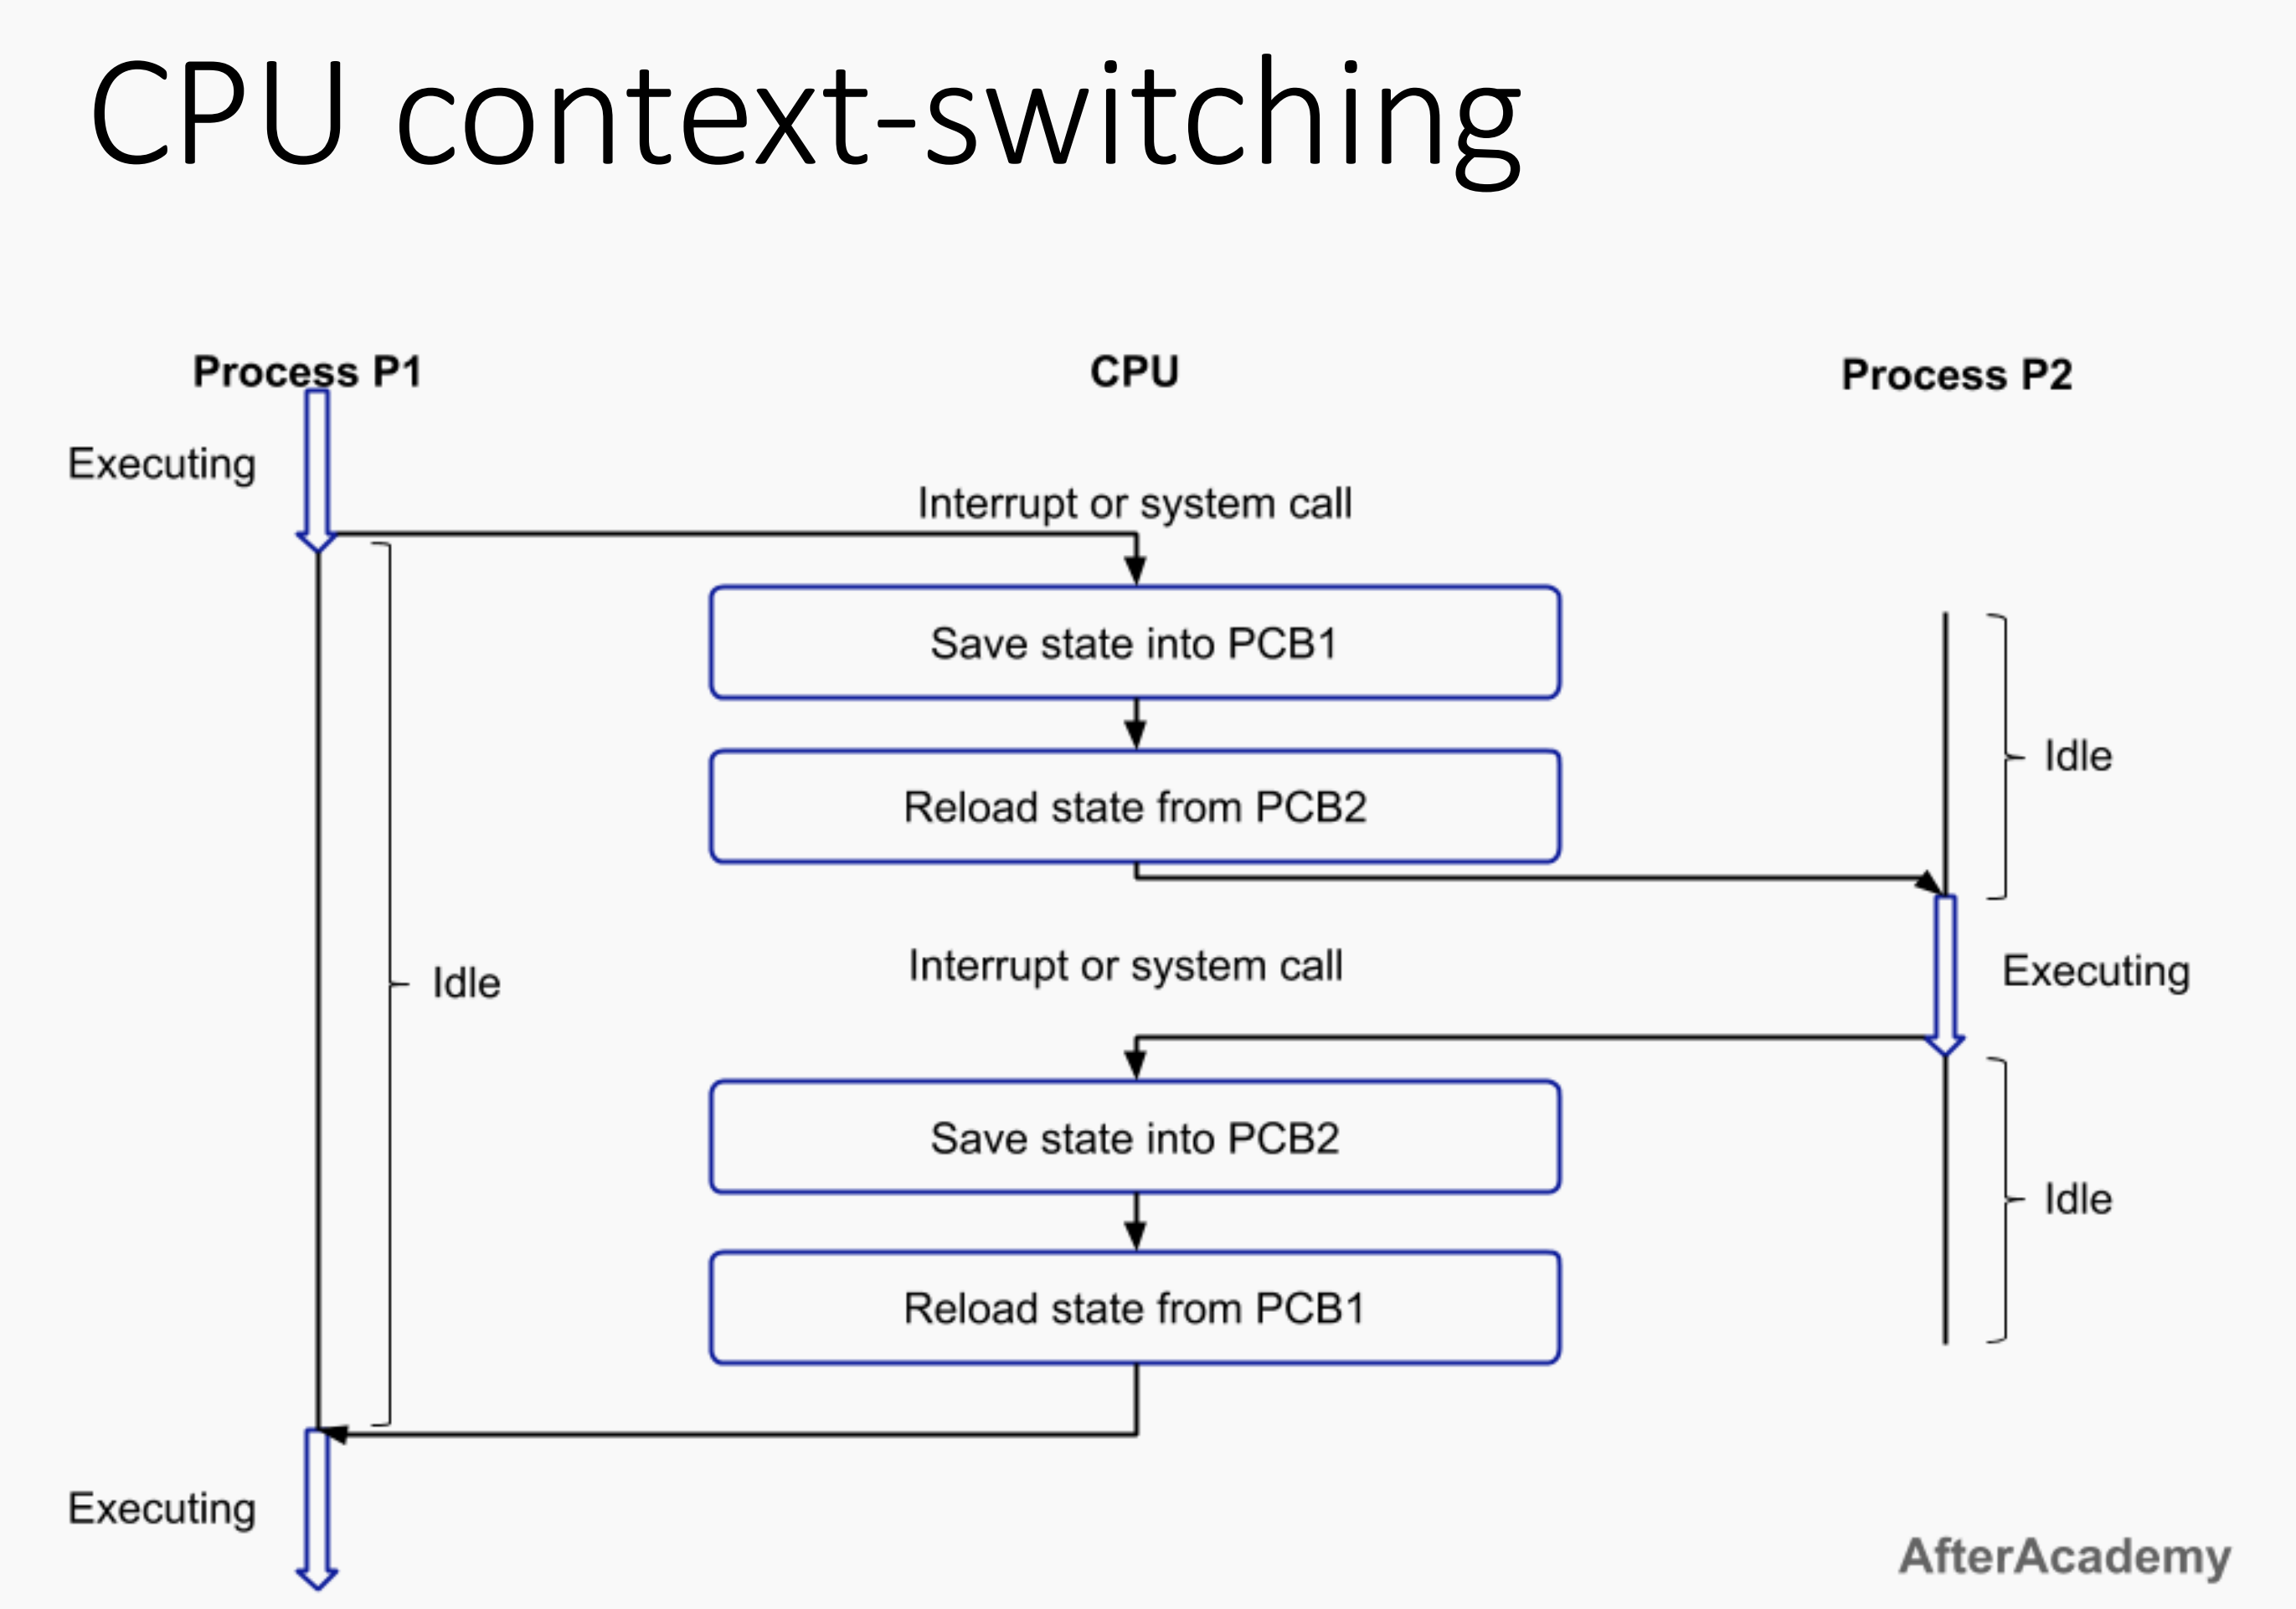 CPU context-switching
Process P1
CPU
Process P2
Executing
Interrupt or system call
Save state into PCB1
Idle
Reload state from PCB2
Interrupt or system call
Executing
Idle
Save state into PCB2
Idle
Reload state from PCB1
Executing
AfterAcademy